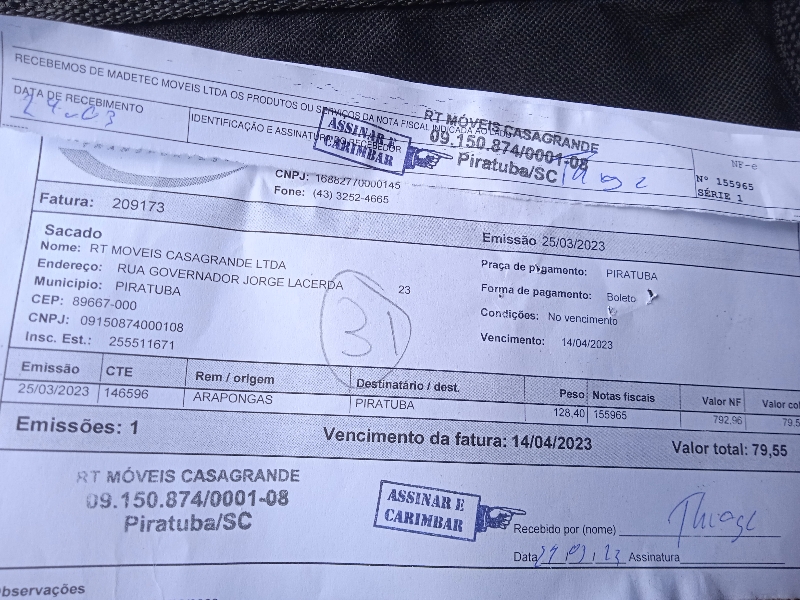 RECEBEMOS DE MADETEC MOVEIS LTDA OS PRODUTOS OU SERVIÇOS DA NOTA FISCAL INDICADA AO LADO
DATA DE RECEBIMENTO
IDENTIFICAÇÃO E ASSINATURA DO RECEBEDOR
ASSINAR E
CARIMBAR
RT MÓVEIS CASAGRANDE
09.150.874/0001-08
Piratuba/SC
NF-e
Nº 155965
SÉRIE 1
CNPJ: 16882770000145
Fone: (43) 3252-4665
Fatura: 209173
Emissão 25/03/2023
Sacado
Nome: RT MOVEIS CASAGRANDE LTDA
Endereço: RUA GOVERNADOR JORGE LACERDA 23
Município: PIRATUBA
CEP: 89667-000
CNPJ: 09150874000108
Insc. Est.: 255511671
31
Praça de pagamento: PIRATUBA
Forma de pagamento: Boleto
Condições: No vencimento
Vencimento: 14/04/2023
Emissão CTE Rem / origem Destinatário / dest. Peso Notas fiscais Valor NF Valor
25/03/2023 146596 ARAPONGAS PIRATUBA 128,40 155965 792,96 79,5
Emissões: 1 Vencimento da fatura: 14/04/2023 Valor total: 79,55
RT MÓVEIS CASAGRANDE
09.150.874/0001-08
Piratuba/SC
ASSINAR E
CARIMBAR
Recebido por (nome)
Data Assinatura
bservações